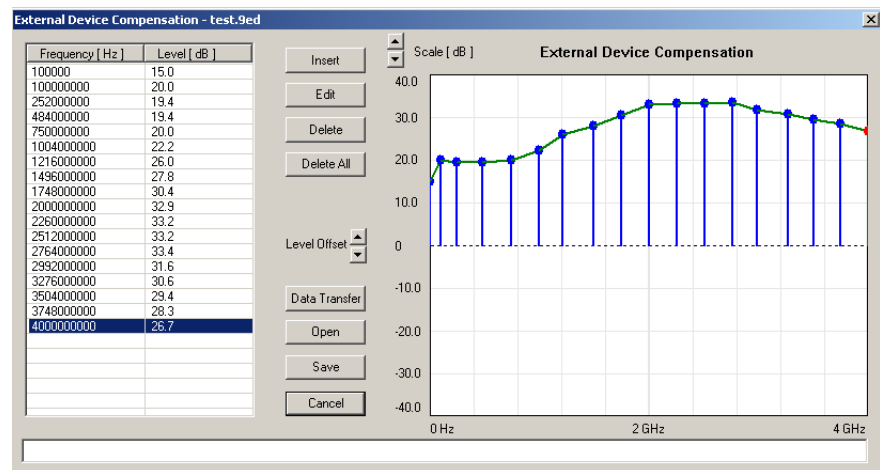 External Device Compensation - test.9ed
Frequency [ Hz ] Level [ dB ]
100000 15.0
100000000 20.0
252000000 19.4
484000000 19.4
750000000 20.0
1004000000 22.2
1216000000 26.0
1496000000 27.8
1748000000 30.4
2000000000 32.9
2260000000 33.2
2512000000 33.2
2764000000 33.4
2992000000 31.6
3276000000 30.6
3504000000 29.4
3748000000 28.3
4000000000 26.7
Insert
Edit
Delete
Delete All
Level Offset
Data Transfer
Open
Save
Cancel
Scale [ dB ]
External Device Compensation
40.0
30.0
20.0
10.0
0
-10.0
-20.0
-30.0
-40.0
0 Hz 2 GHz 4 GHz